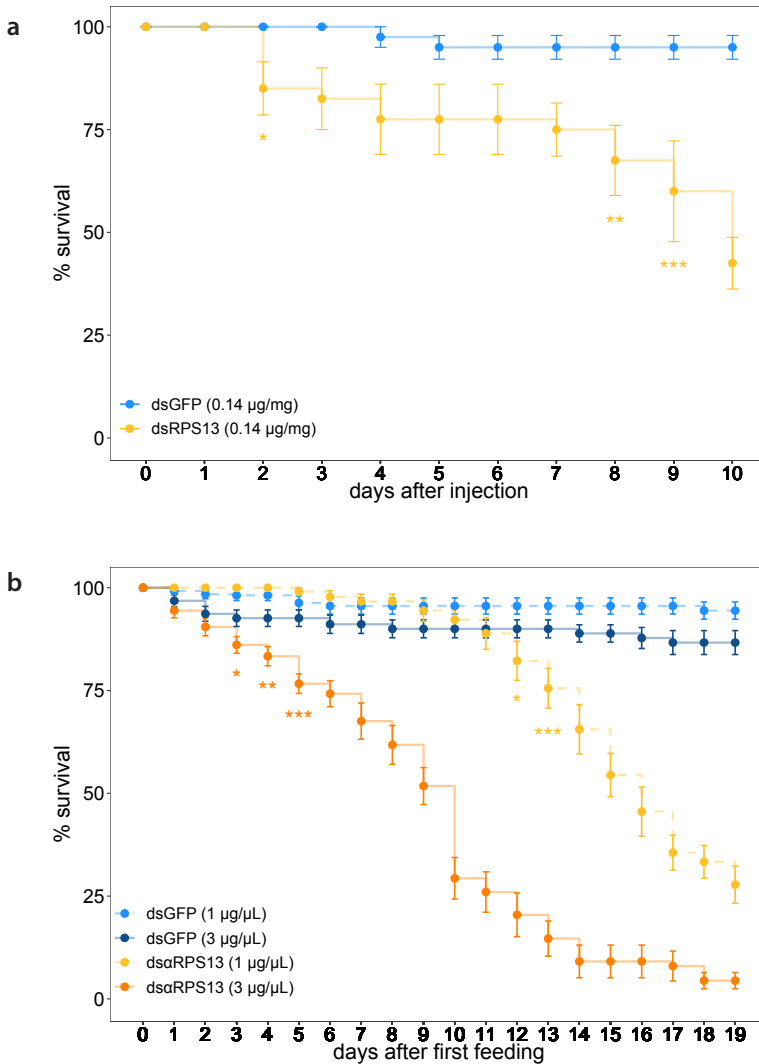 a
% survival
100
75
50
25
0
*
**
***
dsGFP (0.14 µg/mg)
dsRPS13 (0.14 µg/mg)
0 1 2 3 4 5 6 7 8 9 10
days after injection
b
% survival
100
75
50
25
0
* ** ***
* ***
dsGFP (1 µg/µL)
dsGFP (3 µg/µL)
dsαRPS13 (1 µg/µL)
dsαRPS13 (3 µg/µL)
0 1 2 3 4 5 6 7 8 9 10 11 12 13 14 15 16 17 18 19
days after first feeding